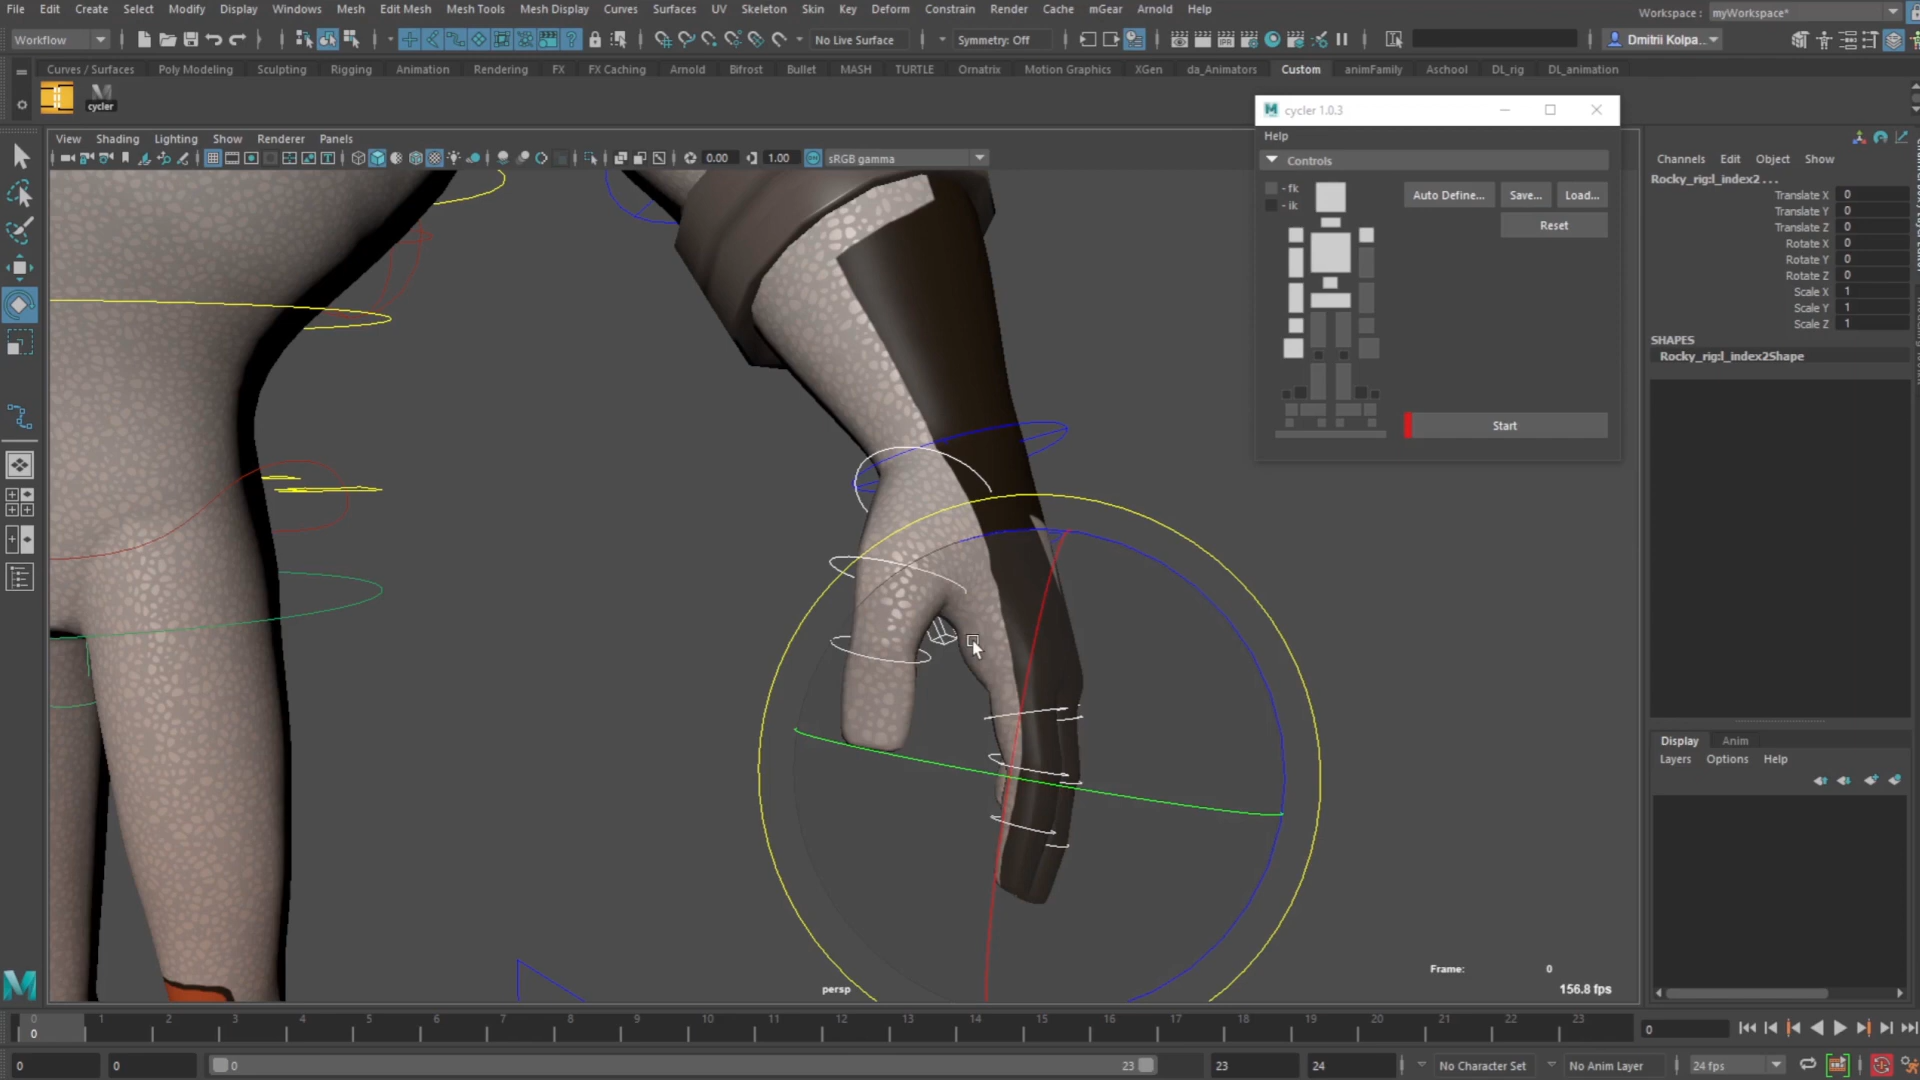 File Edit Create Select Modify Display Windows Mesh Edit Mesh Mesh Tools Mesh Display Curves Surfaces UV Skeleton Skin Key Deform Constrain Render Cache mGear Arnold Help
Workspace : myWorkspace*
Workflow
No Live Surface
Symmetry: Off
Dmitrii Kolpa...
Curves / Surfaces Poly Modeling Sculpting Rigging Animation Rendering FX FX Caching Arnold Bifrost Bullet MASH TURTLE Ornatrix Motion Graphics XGen da_Animators Custom animFamily Aschool DL_rig DL_animation
cycler
View Shading Lighting Show Renderer Panels
0.00 1.00 sRGB gamma
cycler 1.0.3
Help
Controls
- fk
- ik
Auto Define... Save... Load...
Reset
Start
Channels Edit Object Show
Rocky_rig:l_index2 . . .
Translate X 0
Translate Y 0
Translate Z 0
Rotate X 0
Rotate Y 0
Rotate Z 0
Scale X 1
Scale Y 1
Scale Z 1
SHAPES
Rocky_rig:l_index2Shape
Display Anim
Layers Options Help
Frame: 0
persp
156.8 fps
0 1 2 3 4 5 6 7 8 9 10 11 12 13 14 15 16 17 18 19 20 21 22 23
0
0
0 0 0 23 23 24 No Character Set No Anim Layer 24 fps